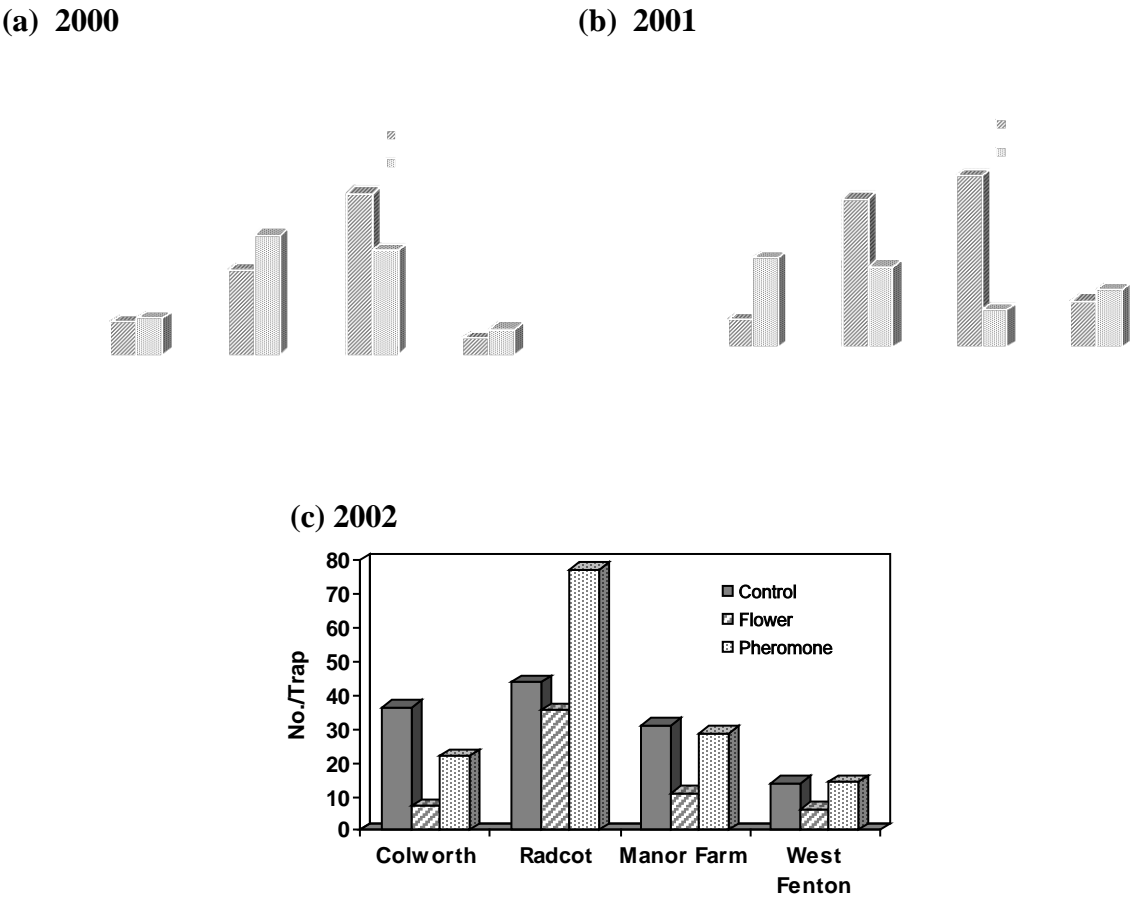 (a) 2000
(b) 2001
(c) 2002
80
70
60
50
40
30
20
10
0
No./Trap
Control
Flower
Pheromone
Colworth
Radcot
Manor Farm
West
Fenton